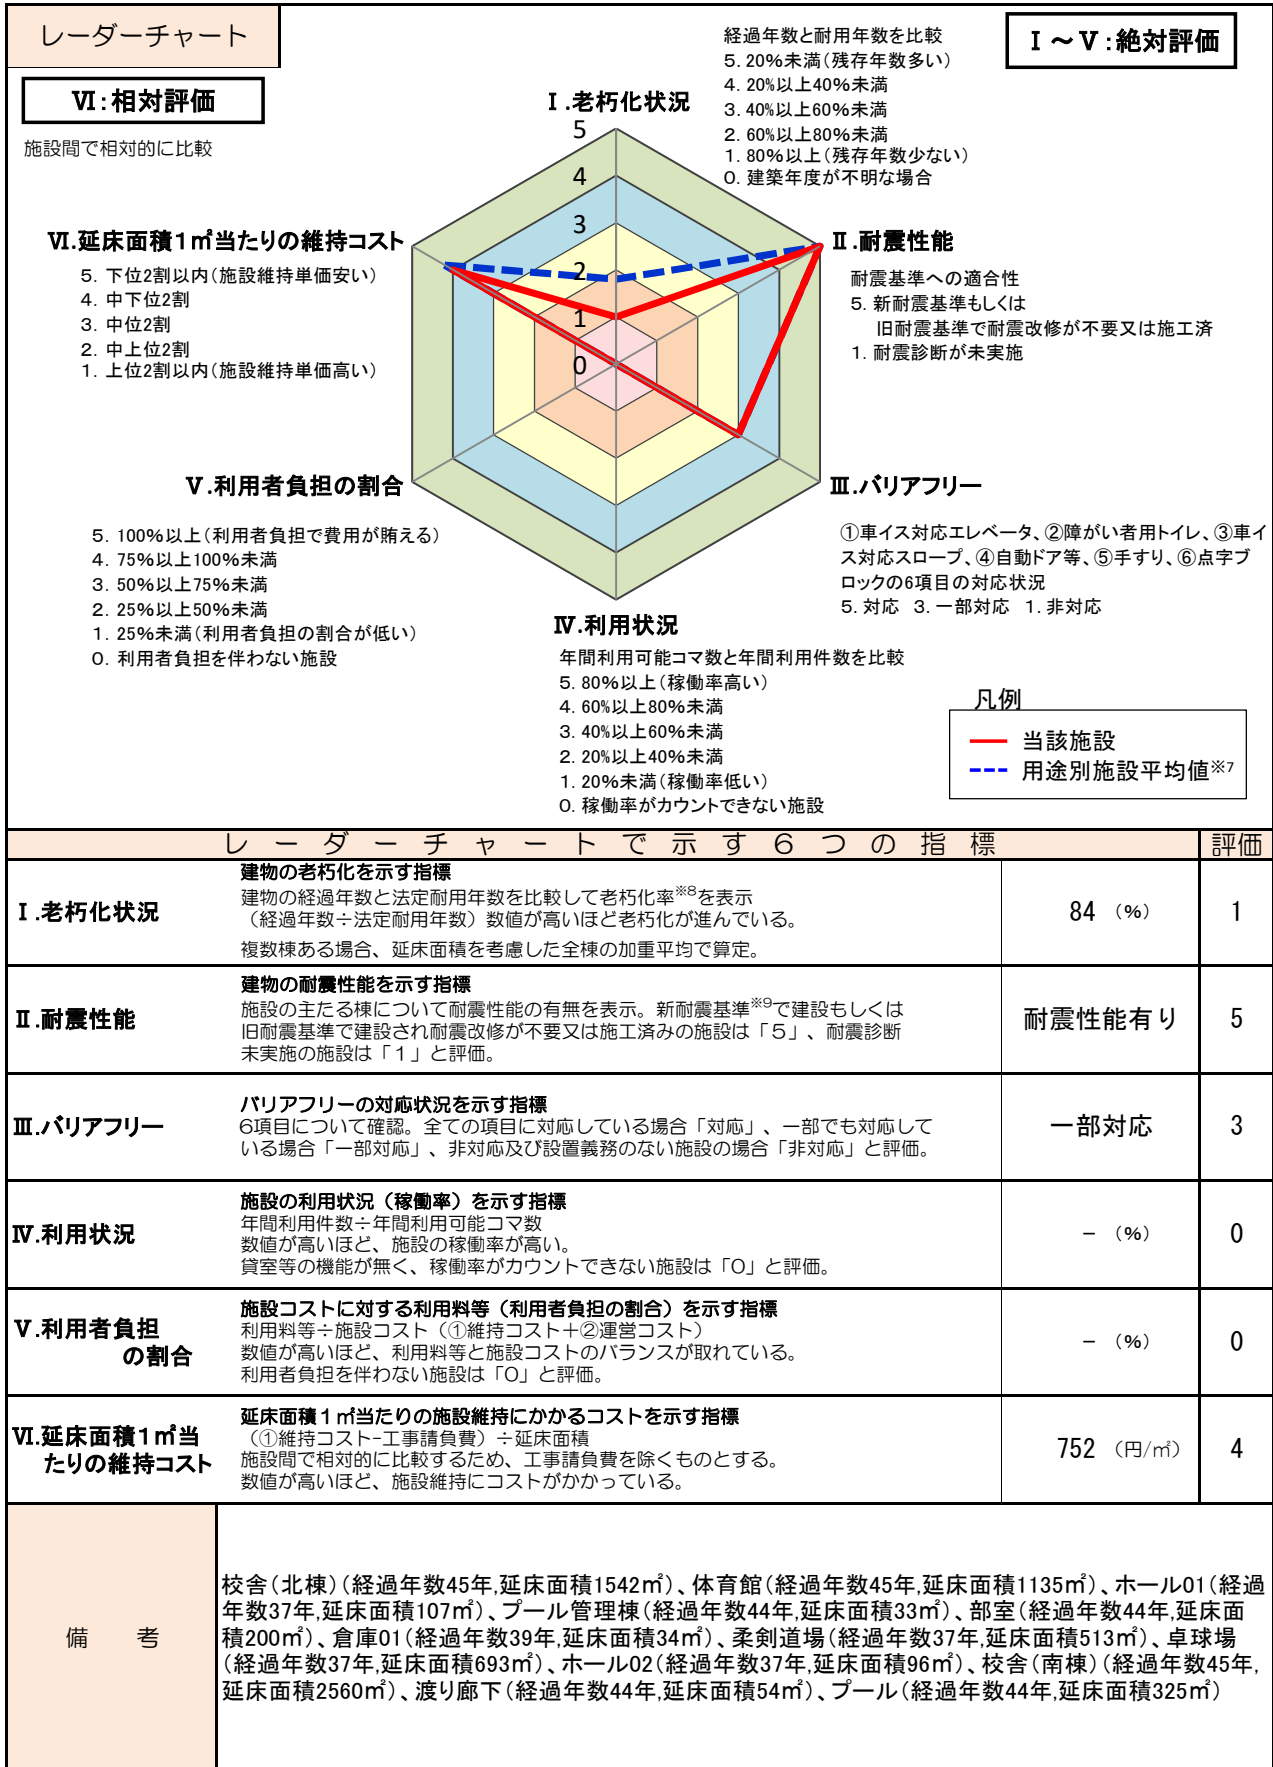 レーダーチャート
Ⅰ～Ⅴ：絶対評価
Ⅵ：相対評価
施設間で相対的に比較
経過年数と耐用年数を比較
5. 20%未満（残存年数多い）
4. 20%以上40%未満
3. 40%以上60%未満
2. 60%以上80%未満
1. 80%以上（残存年数少ない）
0. 建築年度が不明な場合
Ⅰ.老朽化状況
5
4
3
2
1
0
Ⅵ.延床面積1㎡当たりの維持コスト
5. 下位2割以内（施設維持単価安い）
4. 中下位2割
3. 中位2割
2. 中上位2割
1. 上位2割以内（施設維持単価高い）
Ⅱ.耐震性能
耐震基準への適合性
5. 新耐震基準もしくは
旧耐震基準で耐震改修が不要又は施工済
1. 耐震診断が未実施
Ⅴ.利用者負担の割合
5. 100%以上（利用者負担で費用が賄える）
4. 75%以上100%未満
3. 50%以上75%未満
2. 25%以上50%未満
1. 25%未満（利用者負担の割合が低い）
0. 利用者負担を伴わない施設
Ⅲ.バリアフリー
①車イス対応エレベータ、②障がい者用トイレ、③車イ
ス対応スロープ、④自動ドア等、⑤手すり、⑥点字ブ
ロックの6項目の対応状況
5. 対応 3. 一部対応 1. 非対応
Ⅳ.利用状況
年間利用可能コマ数と年間利用件数を比較
5. 80%以上（稼働率高い）
4. 60%以上80%未満
3. 40%以上60%未満
2. 20%以上40%未満
1. 20%未満（稼働率低い）
0. 稼働率がカウントできない施設
凡例
当該施設
用途別施設平均値※7
レーダーチャートで示す6つの指標 評価
Ⅰ.老朽化状況
建物の老朽化を示す指標
建物の経過年数と法定耐用年数を比較して老朽化率※8を表示
（経過年数÷法定耐用年数）数値が高いほど老朽化が進んでいる。
複数棟ある場合、延床面積を考慮した全棟の加重平均で算定。
84 （%） 1
Ⅱ.耐震性能
建物の耐震性能を示す指標
施設の主たる棟について耐震性能の有無を表示。新耐震基準※9で建設もしくは
旧耐震基準で建設され耐震改修が不要又は施工済みの施設は「5」、耐震診断
未実施の施設は「1」と評価。
耐震性能有り 5
Ⅲ.バリアフリー
バリアフリーの対応状況を示す指標
6項目について確認。全ての項目に対応している場合「対応」、一部でも対応して
いる場合「一部対応」、非対応及び設置義務のない施設の場合「非対応」と評価。
一部対応 3
Ⅳ.利用状況
施設の利用状況（稼働率）を示す指標
年間利用件数÷年間利用可能コマ数
数値が高いほど、施設の稼働率が高い。
貸室等の機能が無く、稼働率がカウントできない施設は「0」と評価。
－ （%） 0
Ⅴ.利用者負担
の割合
施設コストに対する利用料等（利用者負担の割合）を示す指標
利用料等÷施設コスト（①維持コスト＋②運営コスト）
数値が高いほど、利用料等と施設コストのバランスが取れている。
利用者負担を伴わない施設は「0」と評価。
－ （%） 0
Ⅵ.延床面積1㎡当
たりの維持コスト
延床面積1㎡当たりの施設維持にかかるコストを示す指標
（①維持コスト-工事請負費）÷延床面積
施設間で相対的に比較するため、工事請負費を除くものとする。
数値が高いほど、施設維持にコストがかかっている。
752 （円/㎡） 4
備考
校舎（北棟）（経過年数45年,延床面積1542㎡）、体育館（経過年数45年,延床面積1135㎡）、ホール01（経過
年数37年,延床面積107㎡）、プール管理棟（経過年数44年,延床面積33㎡）、部室（経過年数44年,延床面
積200㎡）、倉庫01（経過年数39年,延床面積34㎡）、柔剣道場（経過年数37年,延床面積513㎡）、卓球場
（経過年数37年,延床面積693㎡）、ホール02（経過年数37年,延床面積96㎡）、校舎（南棟）（経過年数45年,
延床面積2560㎡）、渡り廊下（経過年数44年,延床面積54㎡）、プール（経過年数44年,延床面積325㎡）